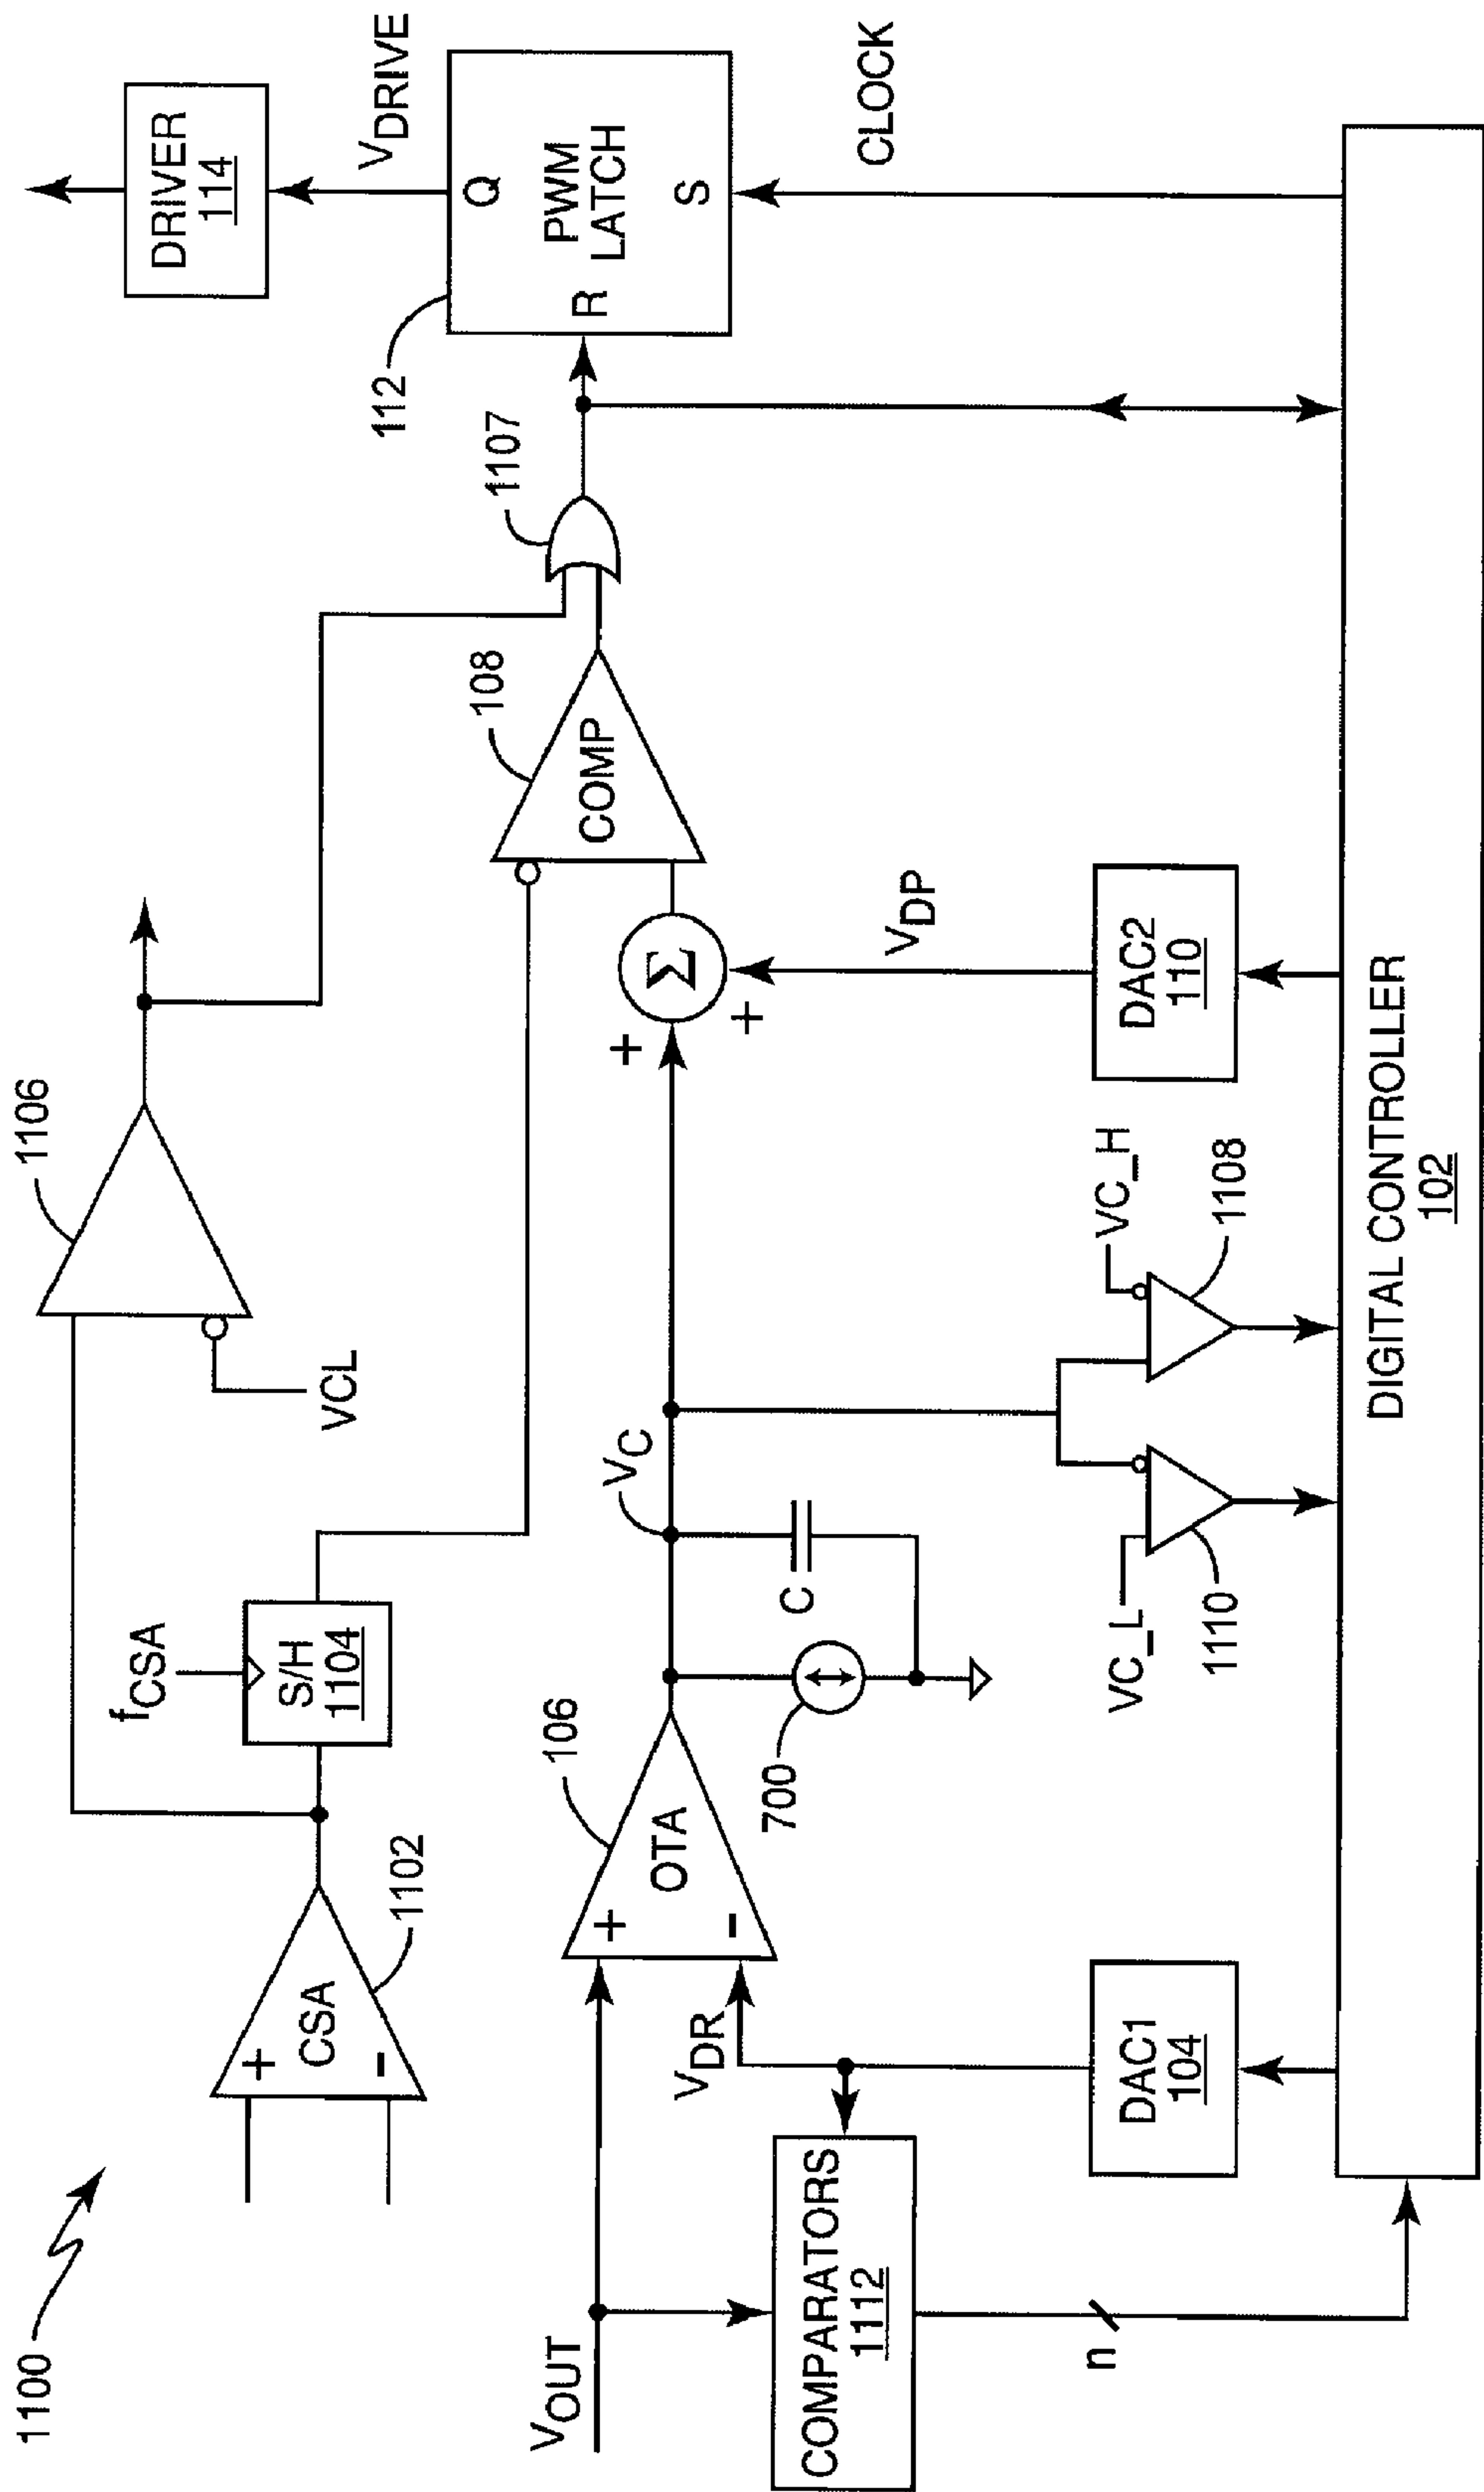 1100
CSA
+
-
1102
fCSA
S/H
1104
VCL
1106
VOUT
VDR
+
-
OTA
106
700
C
VC
+
+
Σ
COMP
108
1107
112
R
PWM
LATCH
Q
S
VDRIVE
DRIVER
114
CLOCK
COMPARATORS
1112
n
DAC1
104
VC_L
1110
VC_H
1108
VDP
DAC2
110
DIGITAL CONTROLLER
102